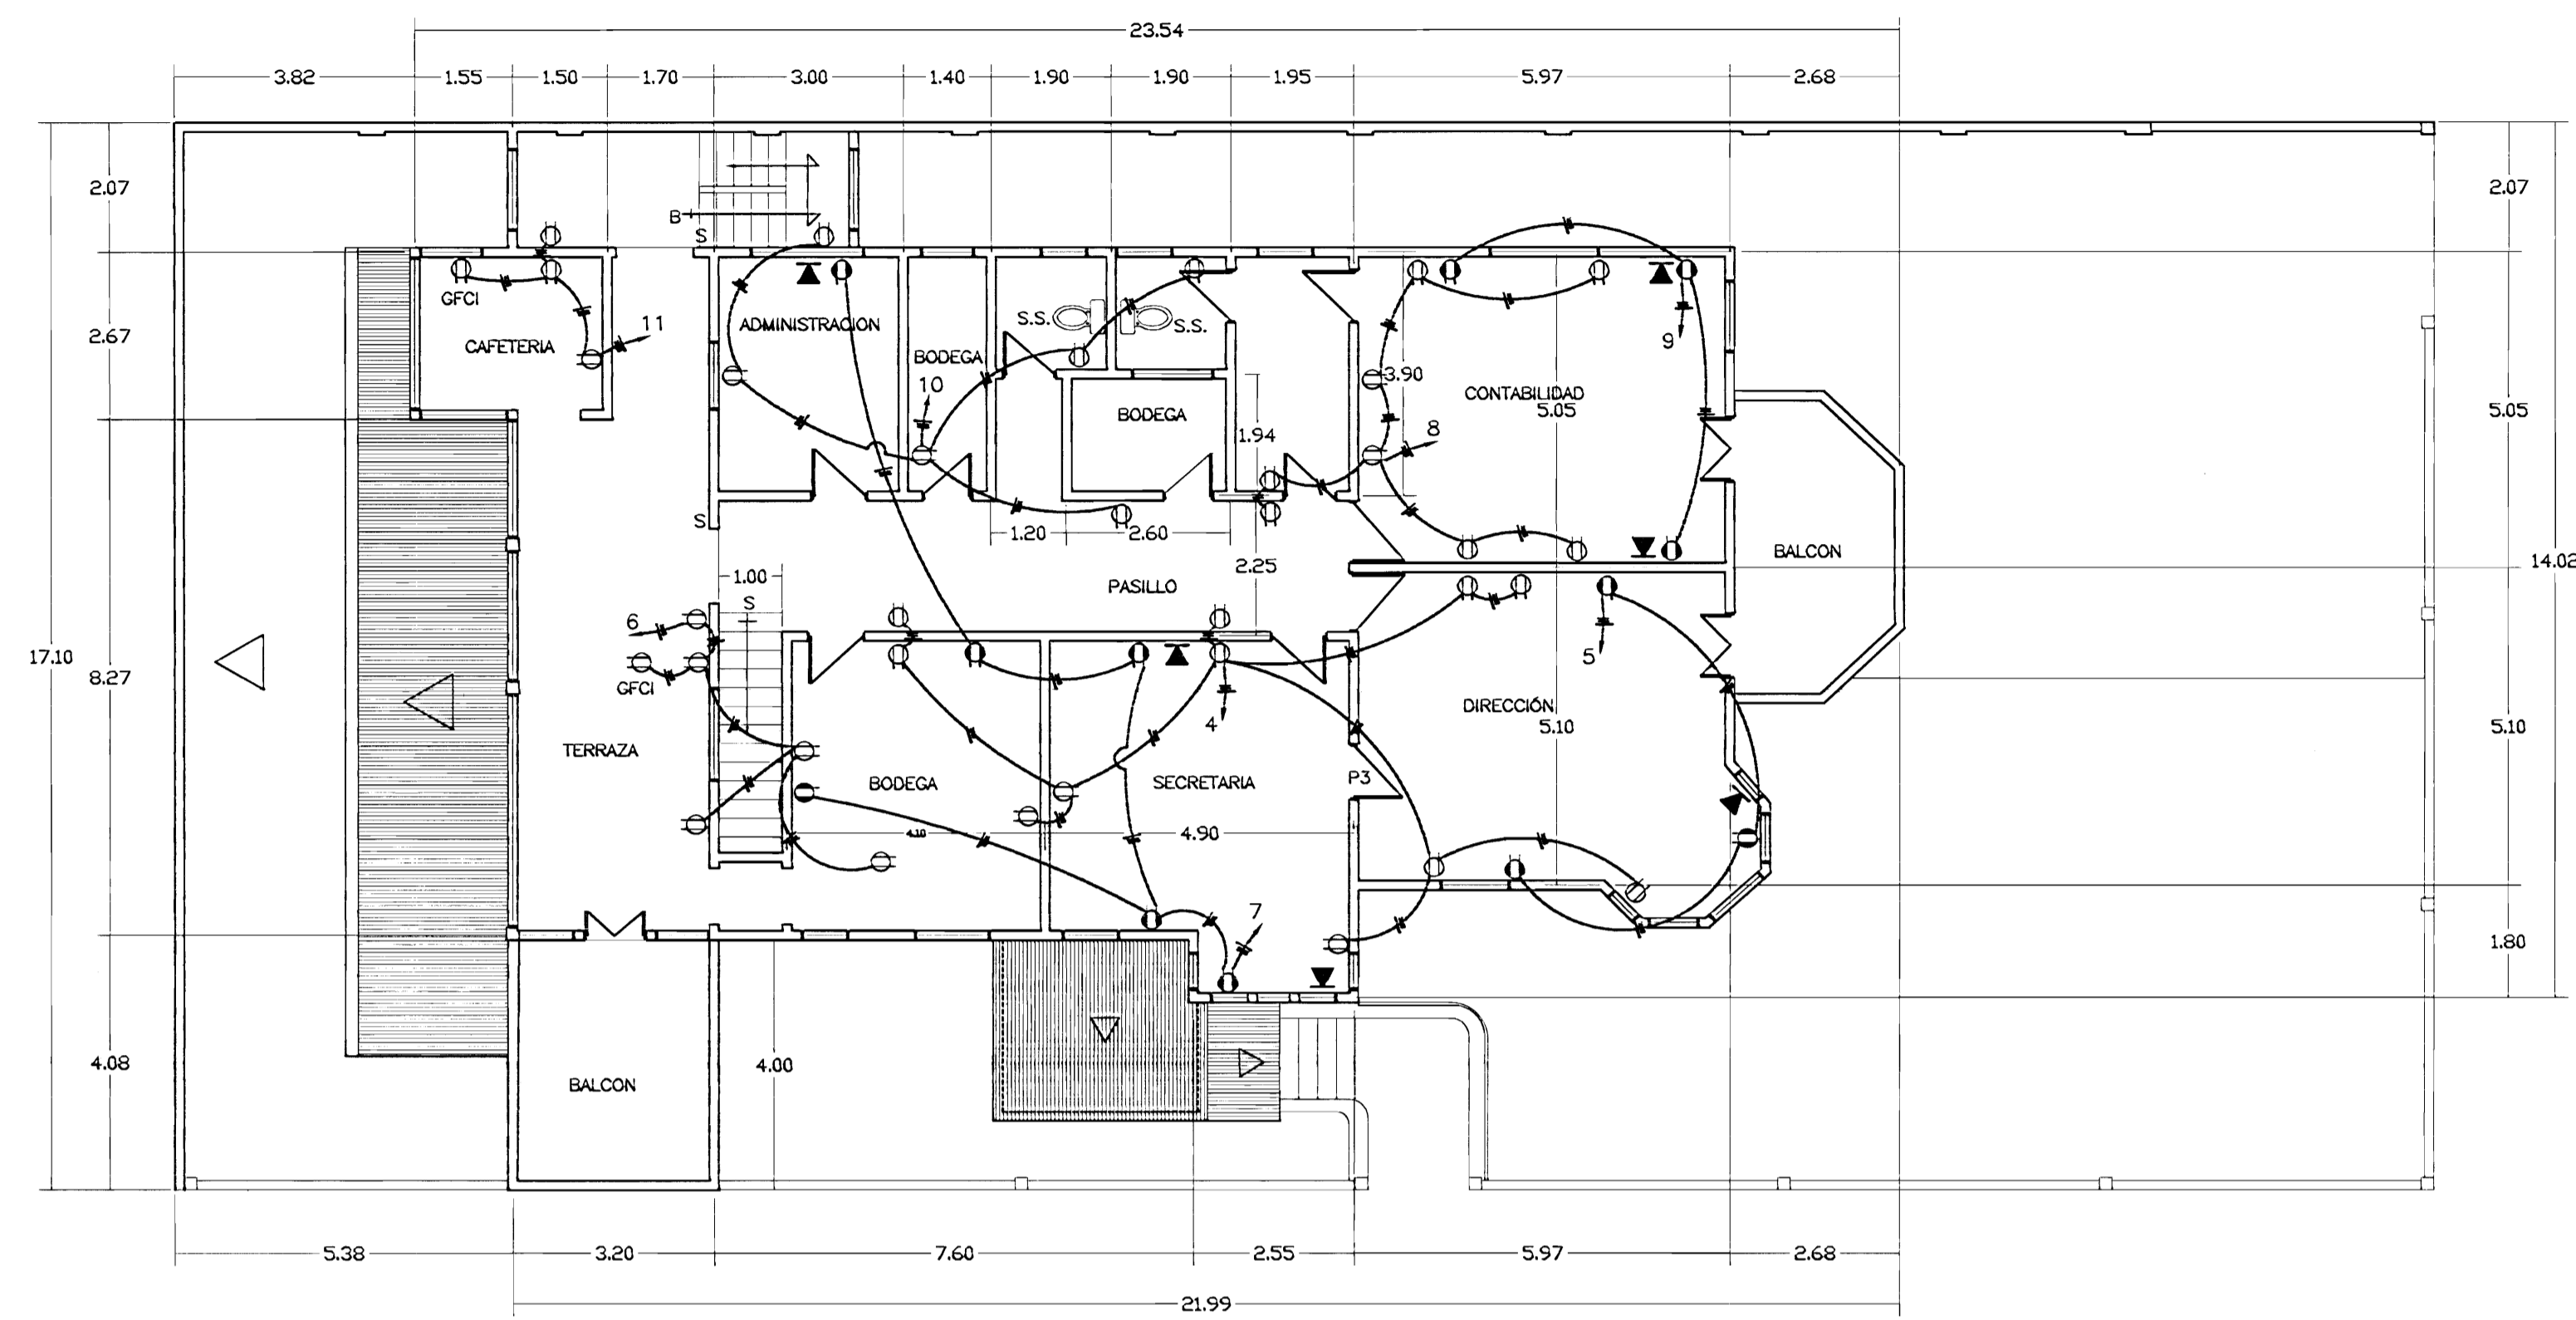 23.54
3.82 1.55 1.50 1.70 3.00 1.40 1.90 1.90 1.95 5.97 2.68
2.07 2.07
B
S
GFCI
11
S.S. S.S.
ADMINISTRACION
2.67
CAFETERIA
9
BODEGA
10
3.90
CONTABILIDAD
5.05
5.05
BODEGA
8
1.94
S
1.20 2.60
BALCON
14.02
2.25
1.00
PASILLO
S
6
17.10
8.27
5
GFCI
4
DIRECCIÓN
5.10
5.10
TERRAZA
BODEGA
SECRETARIA
P3
4.10
4.90
7
1.80
4.08
4.00
BALCON
5.38 3.20 7.60 2.55 5.97 2.68
21.99